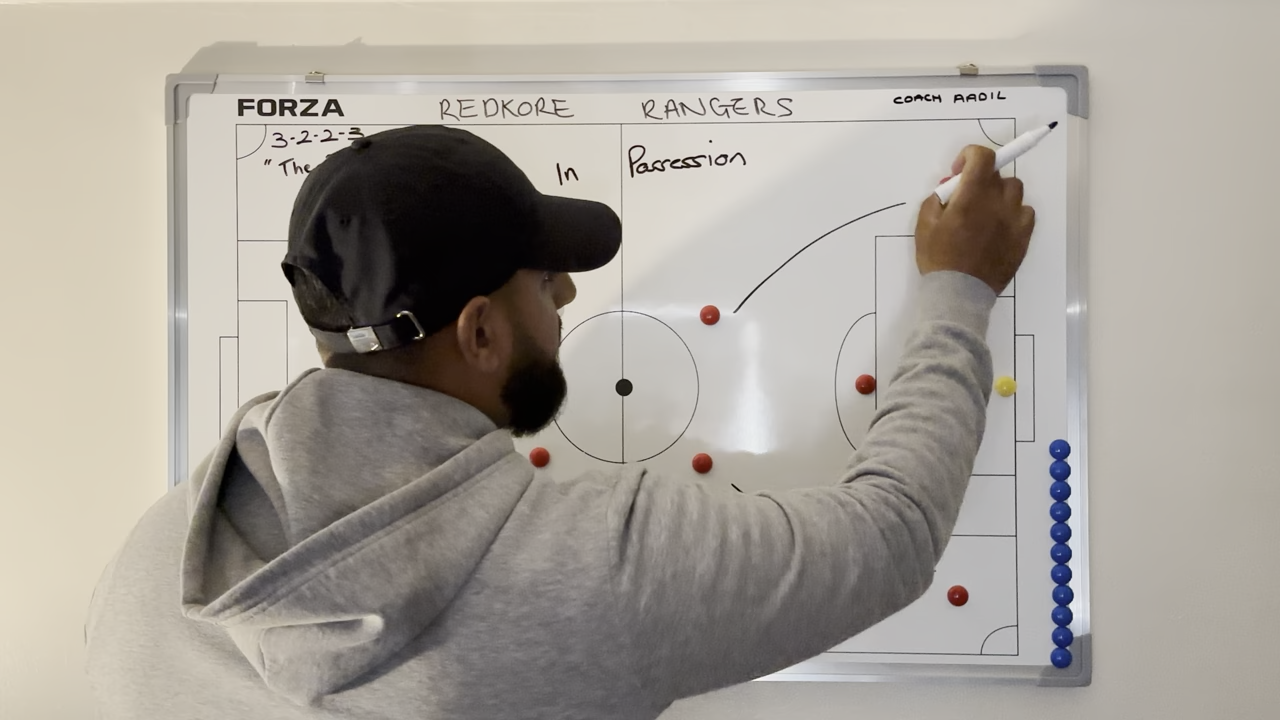 FORZA REDKORE RANGERS COACH AADIL
3-2-2-3
"The In Possession